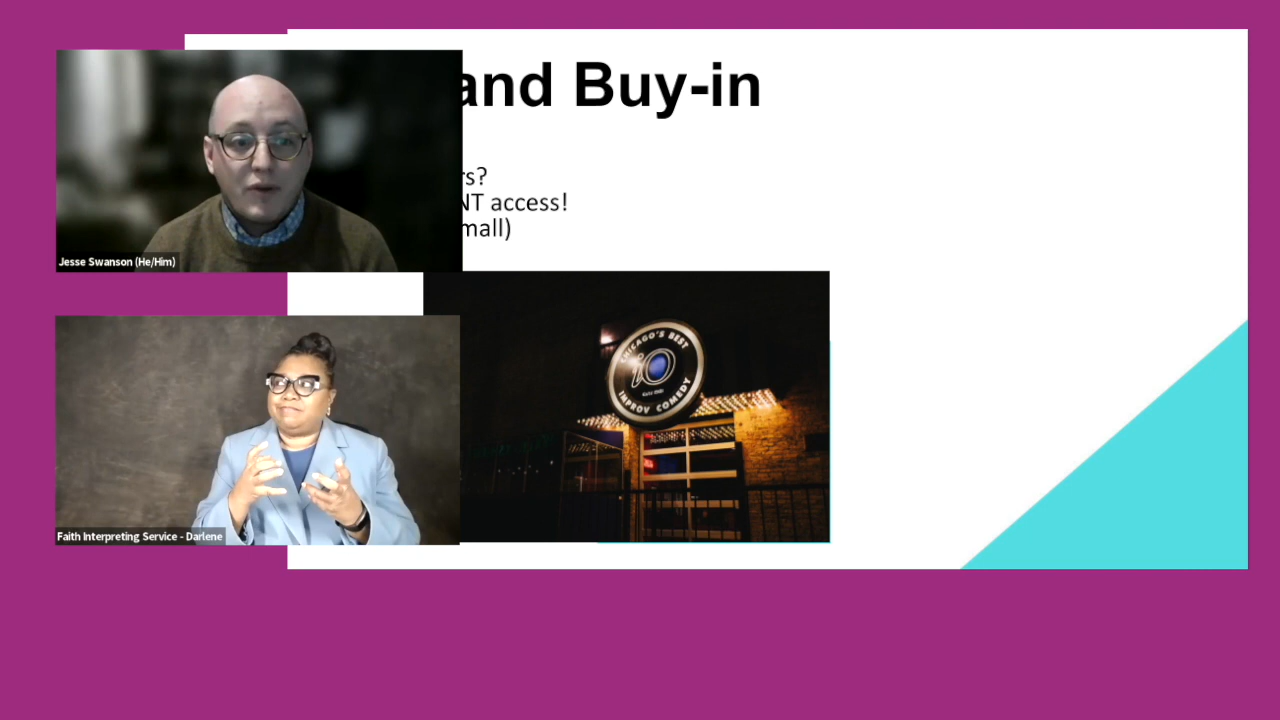 and Buy-in
rs?
NT access!
mall)
Jesse Swanson (He/Him)
CHICAGO'S BEST
iO
IMPROV COMEDY
Faith Interpreting Service - Darlene